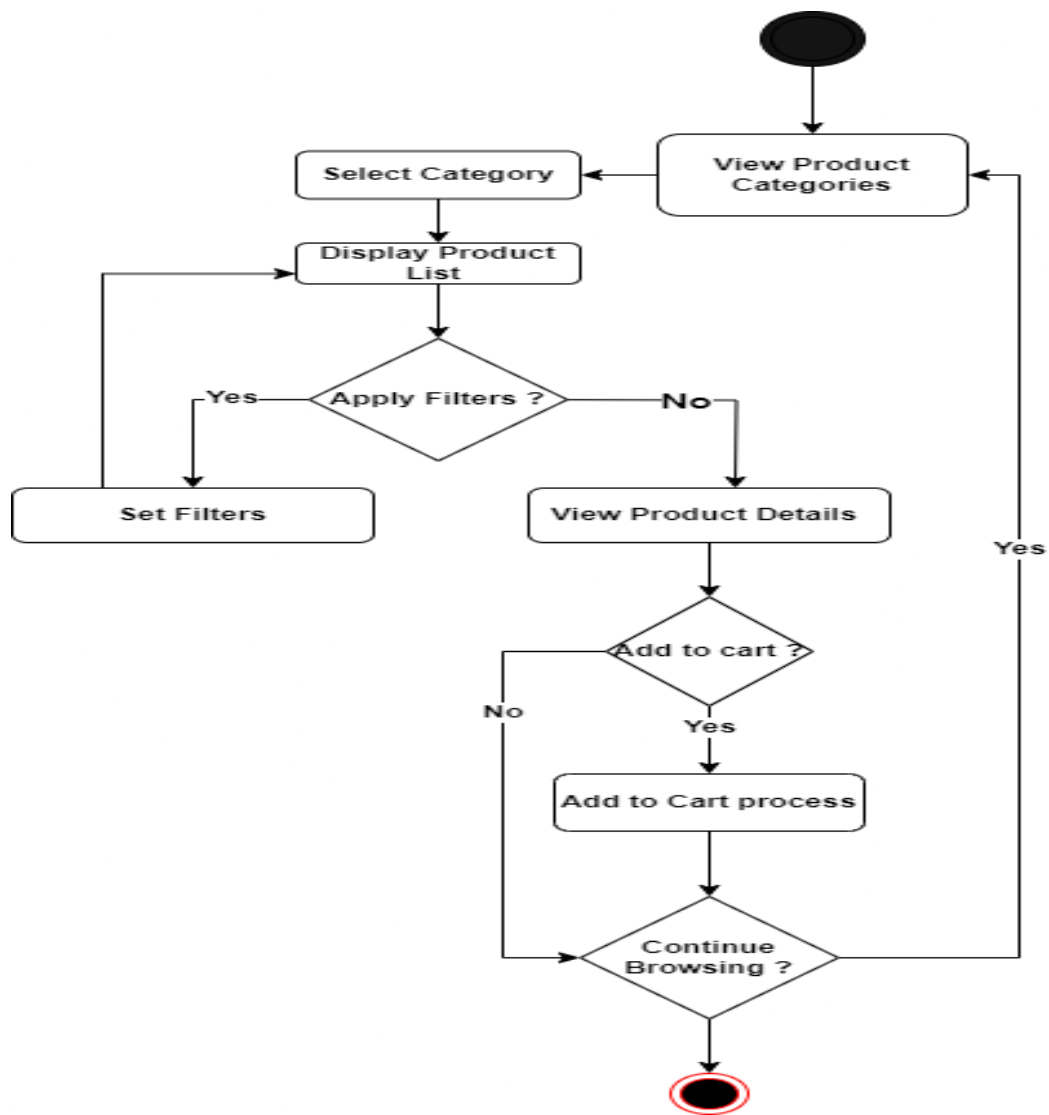 View Product
Categories
Select Category
Display Product
List
Apply Filters ?
Yes
No
Set Filters
View Product Details
Yes
Add to cart ?
No
Yes
Add to Cart process
Continue
Browsing ?